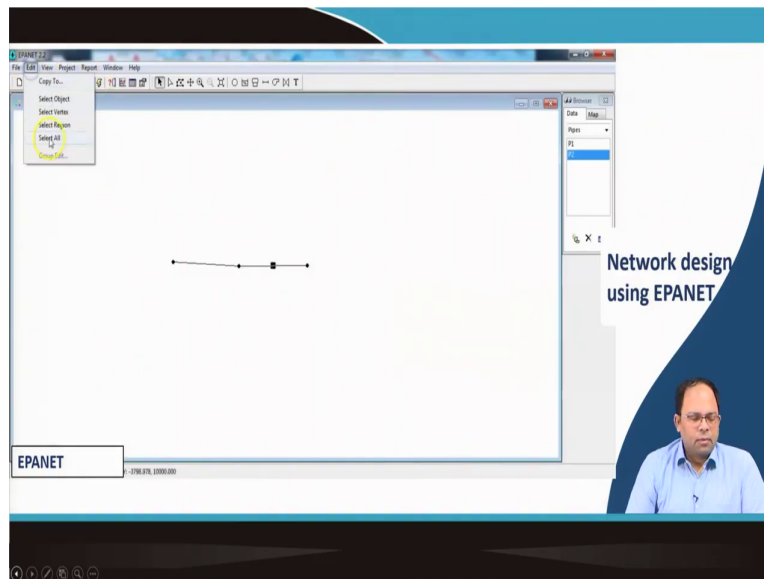 EPANET 2.2
File Edit View Project Report Window Help
Copy To...
Select Object
Select Vertex
Select Region
Select All
Group Edit...
T
Browser
Data Map
Pipes
P1
P2
Network design
using EPANET
EPANET
Y: -3798.978, 10000.000